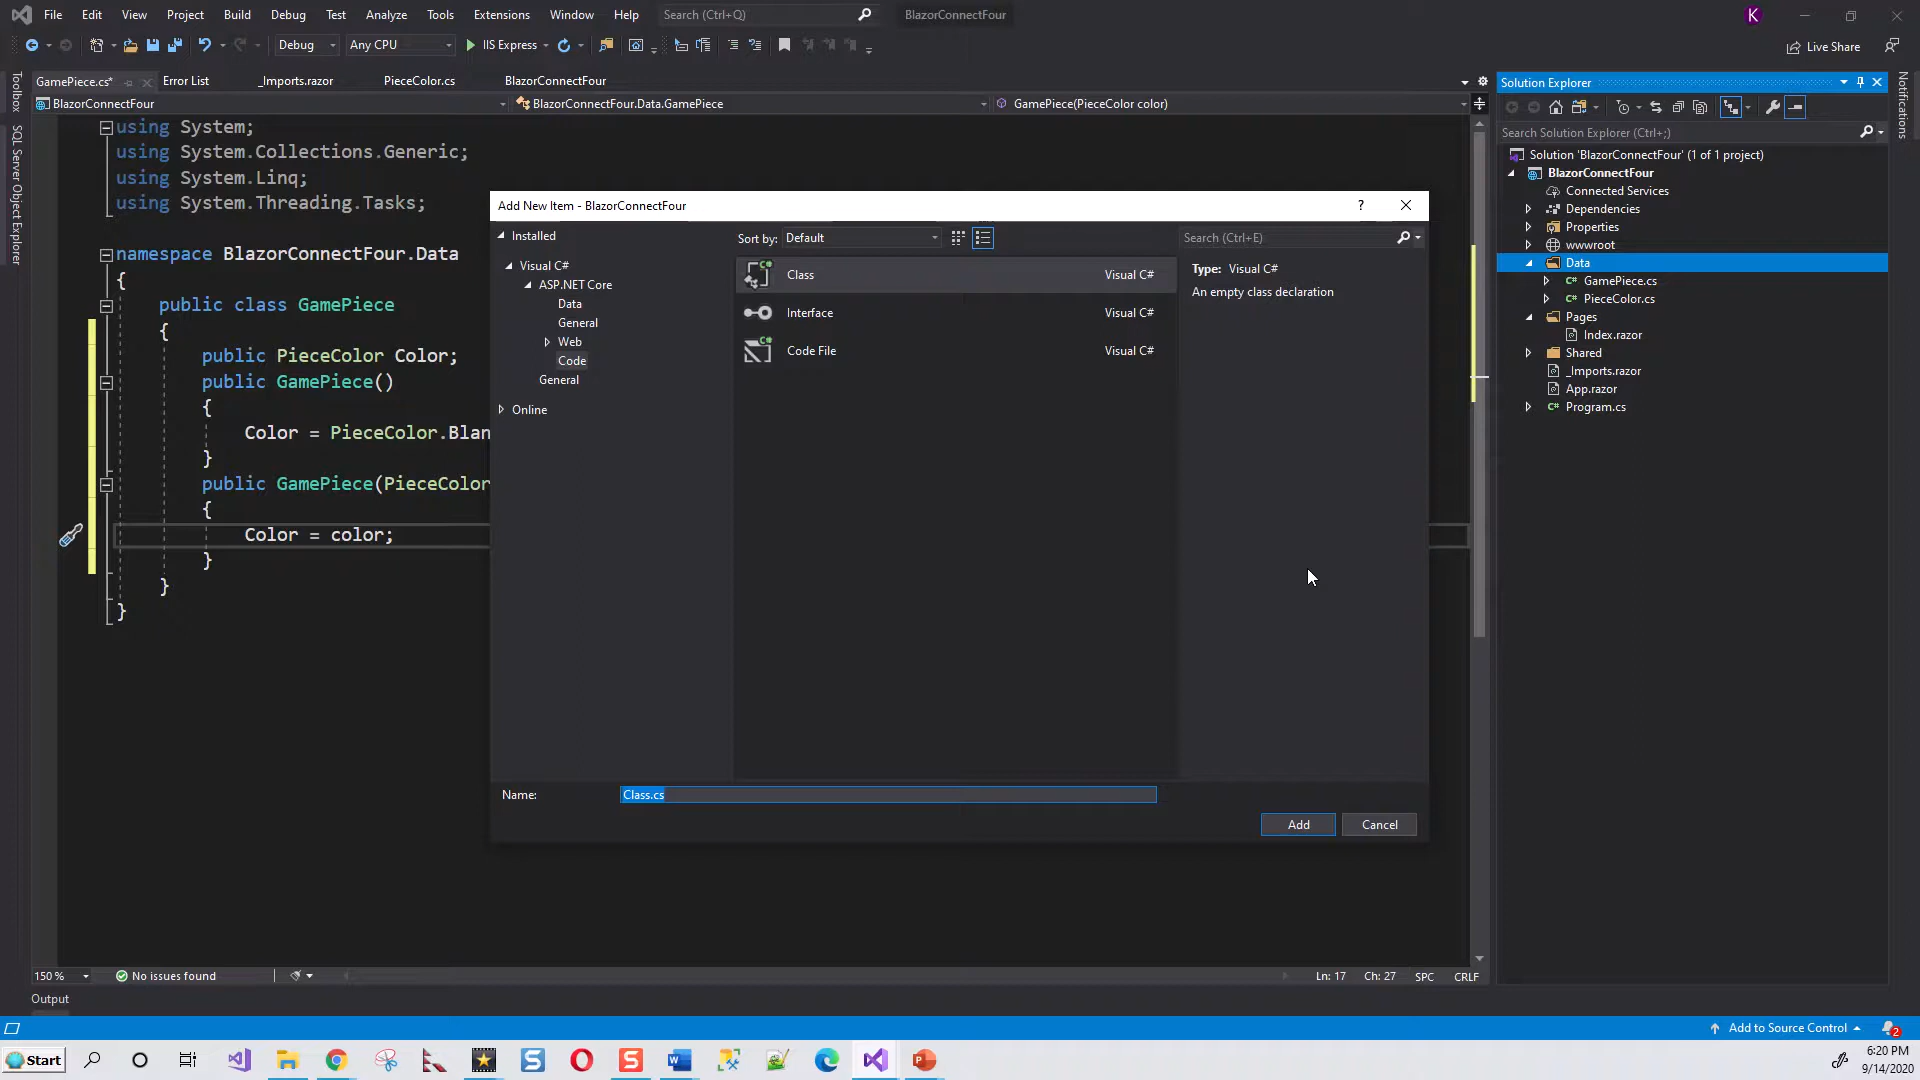 File Edit View Project Build Debug Test Analyze Tools Extensions Window Help Search (Ctrl+Q) BlazorConnectFour K
Debug Any CPU IIS Express Live Share
GamePiece.cs* Error List _Imports.razor PieceColor.cs BlazorConnectFour
BlazorConnectFour BlazorConnectFour.Data.GamePiece GamePiece(PieceColor color)
Toolbox
SQL Server Object Explorer
using System;
using System.Collections.Generic;
using System.Linq;
using System.Threading.Tasks;
namespace BlazorConnectFour.Data
{
public class GamePiece
{
public PieceColor Color;
public GamePiece()
{
Color = PieceColor.Blan
}
public GamePiece(PieceColor
{
Color = color;
}
}
}
Add New Item - BlazorConnectFour ?
Installed
Visual C#
ASP.NET Core
Data
General
Web
Code
General
Online
Sort by: Default
Class Visual C#
Interface Visual C#
Code File Visual C#
Search (Ctrl+E)
Type: Visual C#
An empty class declaration
Name: Class.cs
Add Cancel
Solution Explorer
Search Solution Explorer (Ctrl+;)
Solution 'BlazorConnectFour' (1 of 1 project)
BlazorConnectFour
Connected Services
Dependencies
Properties
wwwroot
Data
C# GamePiece.cs
C# PieceColor.cs
Pages
Index.razor
Shared
_Imports.razor
App.razor
C# Program.cs
Notifications
150 % No issues found Ln: 17 Ch: 27 SPC CRLF
Output
Add to Source Control 2
Start 6:20 PM
9/14/2020